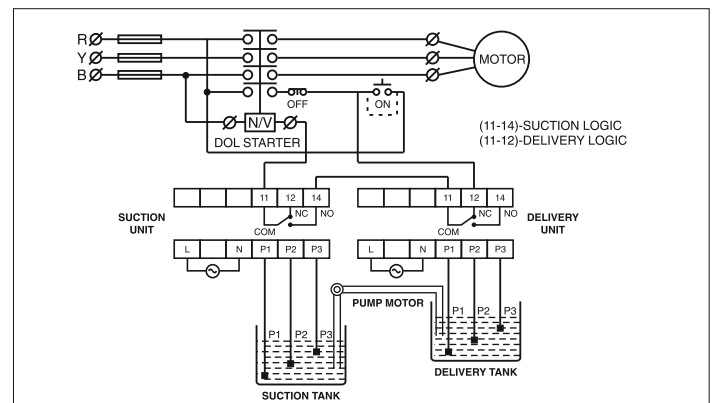 R
Y
B
MOTOR
OFF
ON
N/V
DOL STARTER
(11-14)-SUCTION LOGIC
(11-12)-DELIVERY LOGIC
11 12 14
11 12 14
SUCTION
UNIT
NC NO
COM
NC NO
COM
DELIVERY
UNIT
L N P1 P2 P3
L N P1 P2 P3
PUMP MOTOR
P1 P2 P3
P1 P2 P3
DELIVERY TANK
SUCTION TANK